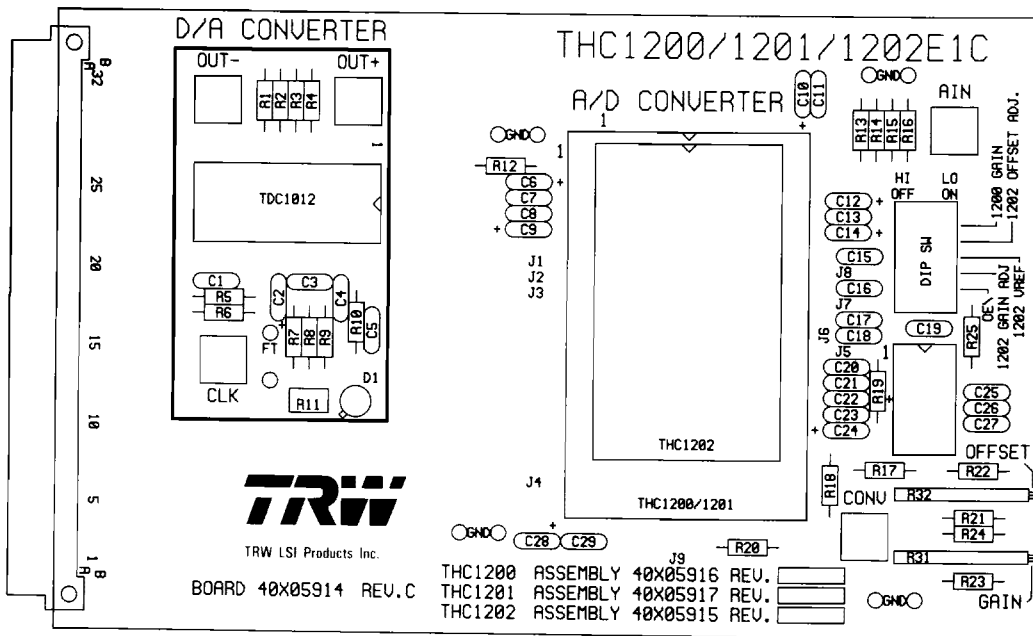 D/A CONVERTER
THC1200/1201/1202E1C
OUT-
OUT+
R1
R2
R3
R4
1
TDC1012
C1
R5
R6
C2
C3
C4
R10
C5
R7
R8
R9
FT
CLK
R11
D1
A
B
32
25
20
15
10
5
1
A
B
A/D CONVERTER
1
1
GND
R12
C6
C7
C8
C9
J1
J2
J3
J4
THC1202
THC1200/1201
C10
C11
GND
AIN
R13
R14
R15
R16
HI
OFF
LO
ON
DIP SW
1200 GAIN
1202 OFFSET ADJ.
1202 VREF
1202 GAIN ADJ
OE\
C12
C13
C14
C15
J8
C16
J7
C17
C18
J6
J5
C19
R25
1
C20
C21
C22
C23
C24
R19
C25
C26
C27
OFFSET
R17
R22
R18
CONV
R32
R21
R24
R31
R23
GAIN
GND
TRW
TRW LSI Products Inc.
BOARD 40X05914 REV.C
GND
C28
C29
J9
R20
THC1200 ASSEMBLY 40X05916 REV.
THC1201 ASSEMBLY 40X05917 REV.
THC1202 ASSEMBLY 40X05915 REV.